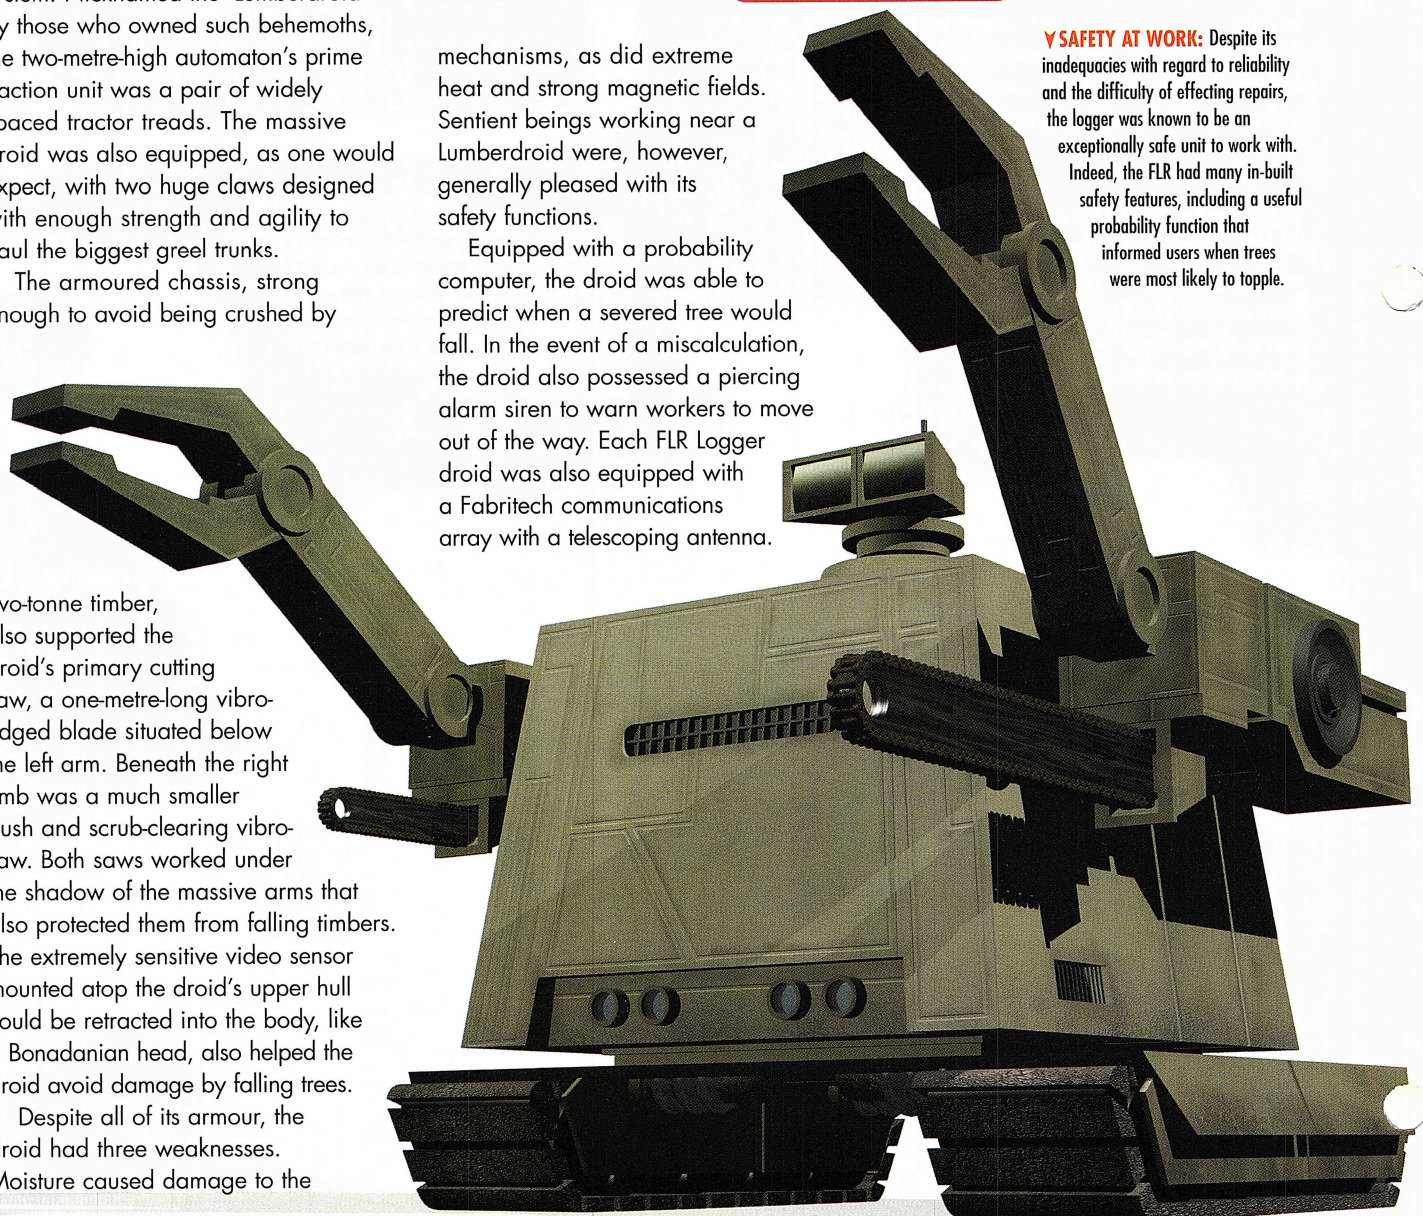 y those who owned such behemoths,
e two-metre-high automaton's prime
action unit was a pair of widely
paced tractor treads. The massive
roid was also equipped, as one would
xpect, with two huge claws designed
ith enough strength and agility to
aul the biggest greel trunks.
The armoured chassis, strong
nough to avoid being crushed by
wo-tonne timber,
lso supported the
roid's primary cutting
aw, a one-metre-long vibro-
dged blade situated below
he left arm. Beneath the right
mb was a much smaller
ush and scrub-clearing vibro-
aw. Both saws worked under
he shadow of the massive arms that
lso protected them from falling timbers.
he extremely sensitive video sensor
ounted atop the droid's upper hull
ould be retracted into the body, like
Bonadanian head, also helped the
roid avoid damage by falling trees.
Despite all of its armour, the
roid had three weaknesses.
Moisture caused damage to the
mechanisms, as did extreme
heat and strong magnetic fields.
Sentient beings working near a
Lumberdroid were, however,
generally pleased with its
safety functions.
Equipped with a probability
computer, the droid was able to
predict when a severed tree would
fall. In the event of a miscalculation,
the droid also possessed a piercing
alarm siren to warn workers to move
out of the way. Each FLR Logger
droid was also equipped with
a Fabritech communications
array with a telescoping antenna.
SAFETY AT WORK: Despite its
inadequacies with regard to reliability
and the difficulty of effecting repairs,
the logger was known to be an
exceptionally safe unit to work with.
Indeed, the FLR had many in-built
safety features, including a useful
probability function that
informed users when trees
were most likely to topple.